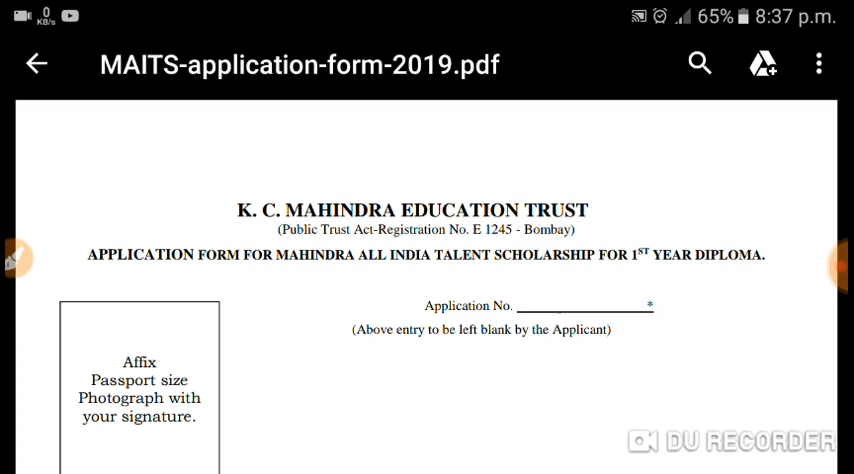 0
KB/s
65% 8:37 p.m.
MAITS-application-form-2019.pdf
K. C. MAHINDRA EDUCATION TRUST
(Public Trust Act-Registration No. E 1245 - Bombay)
APPLICATION FORM FOR MAHINDRA ALL INDIA TALENT SCHOLARSHIP FOR 1ST YEAR DIPLOMA.
Application No. ____________________*
(Above entry to be left blank by the Applicant)
Affix
Passport size
Photograph with
your signature.
DU RECORDER